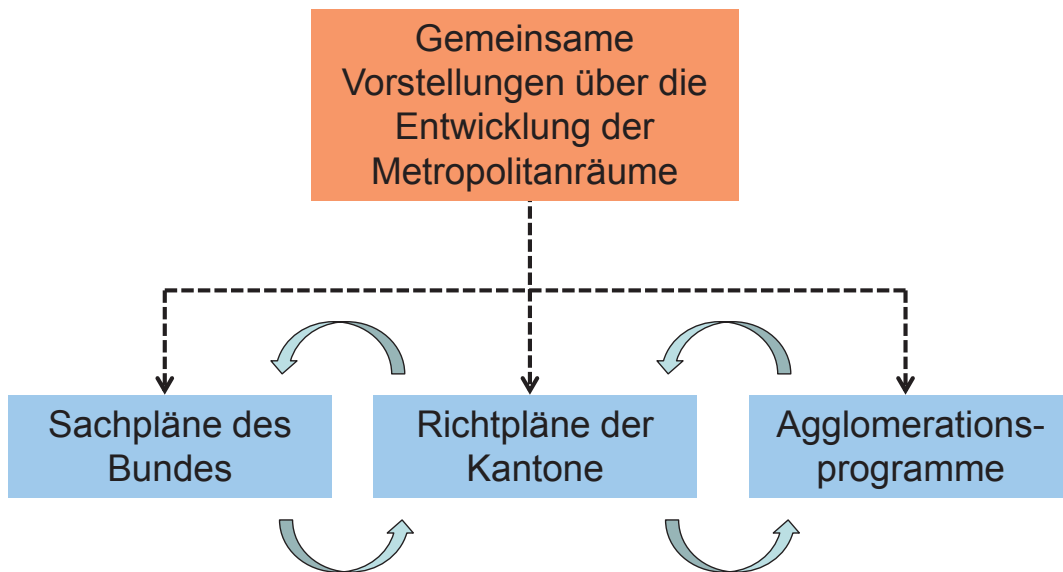 Gemeinsame
Vorstellungen über die
Entwicklung der
Metropolitanräume
Sachpläne des
Bundes
Richtpläne der
Kantone
Agglomerations-
programme